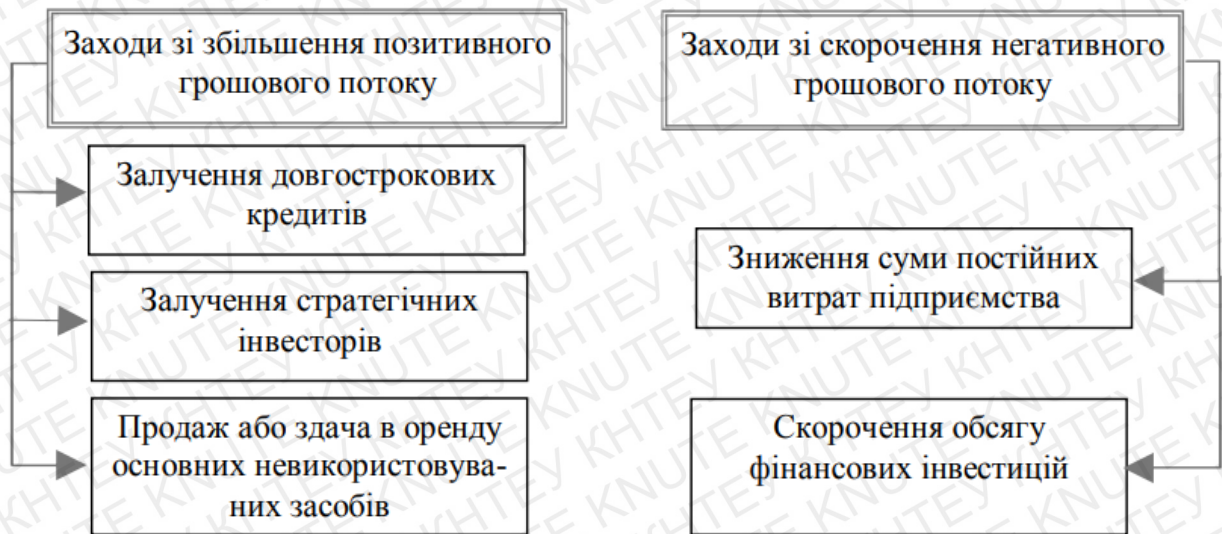 Заходи зі збільшення позитивного
грошового потоку
Залучення довгострокових
кредитів
Залучення стратегічних
інвесторів
Продаж або здача в оренду
основних невикористовува-
них засобів
Заходи зі скорочення негативного
грошового потоку
Зниження суми постійних
витрат підприємства
Скорочення обсягу
фінансових інвестицій